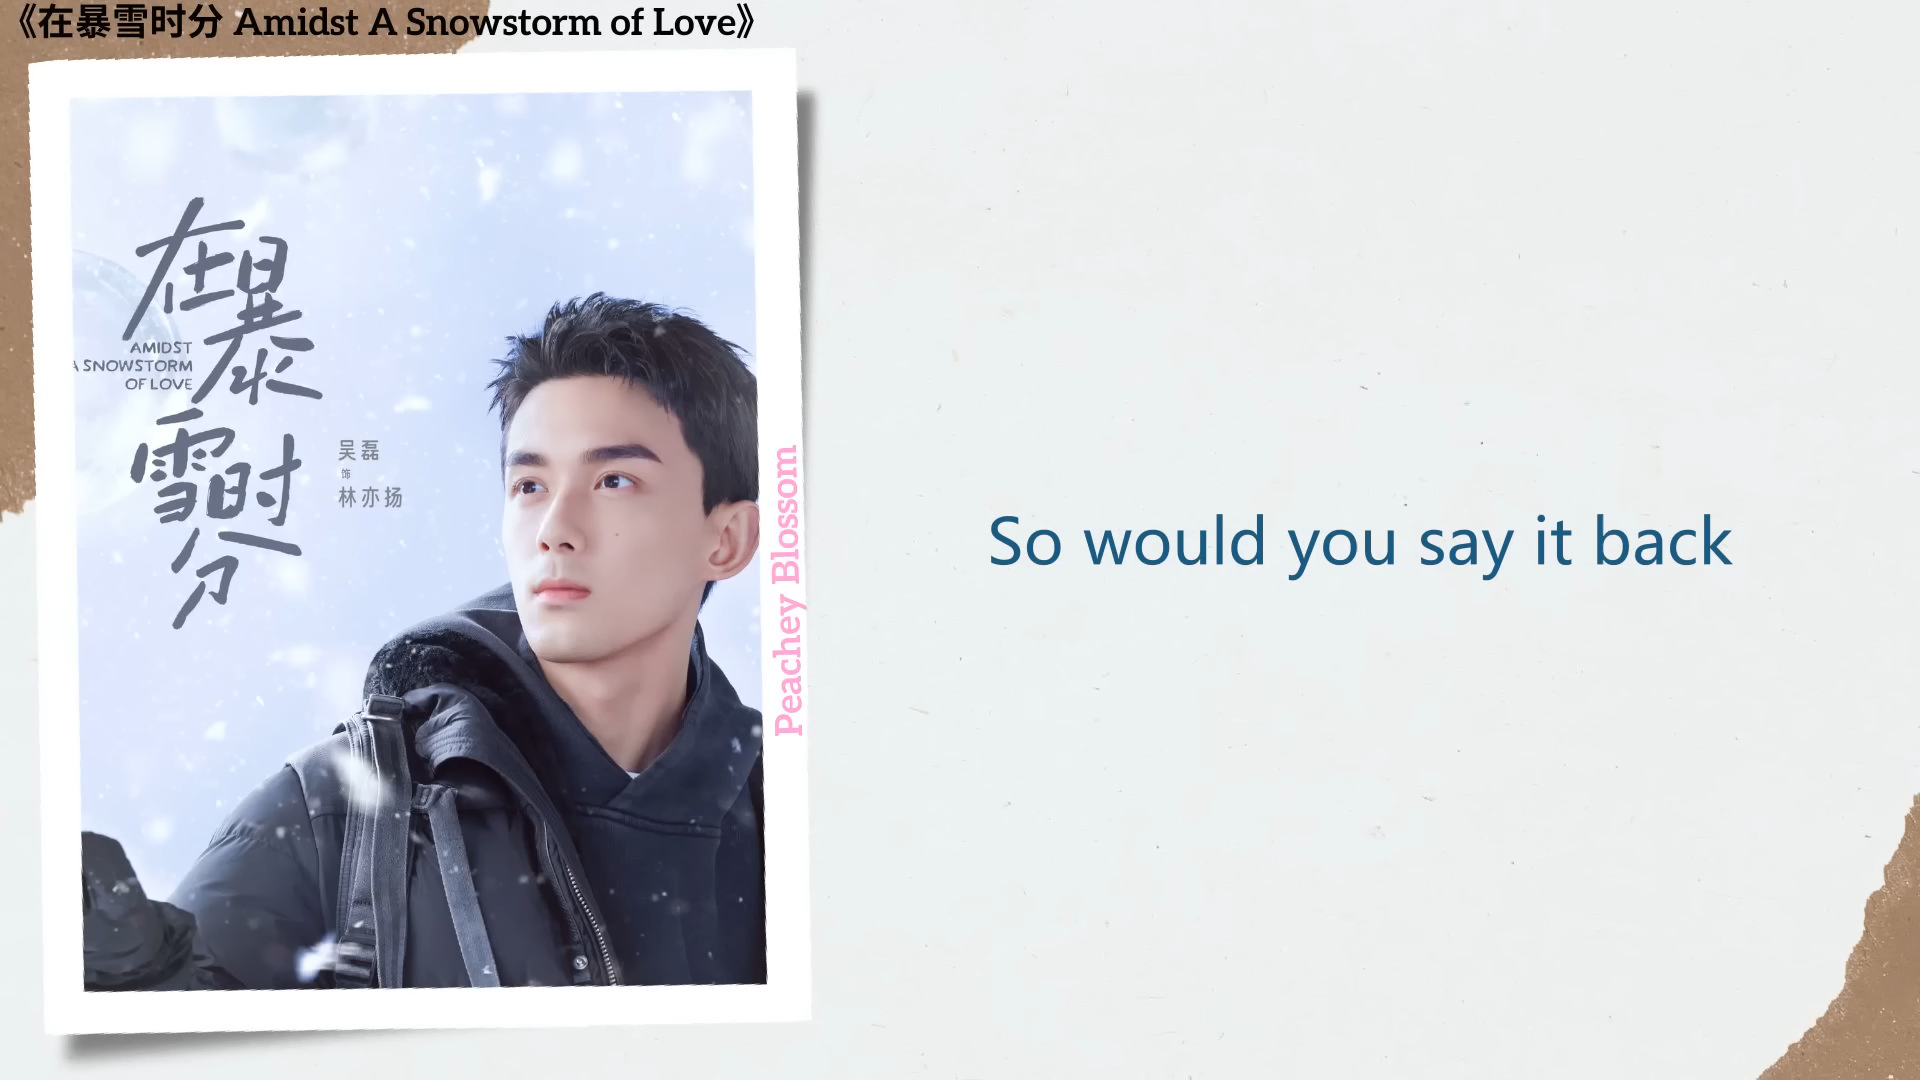 《在暴雪时分 Amidst A Snowstorm of Love》
在暴
AMIDST
A SNOWSTORM
OF LOVE
雪时分
吴磊
饰
林亦扬
Peachey Blossom
So would you say it back